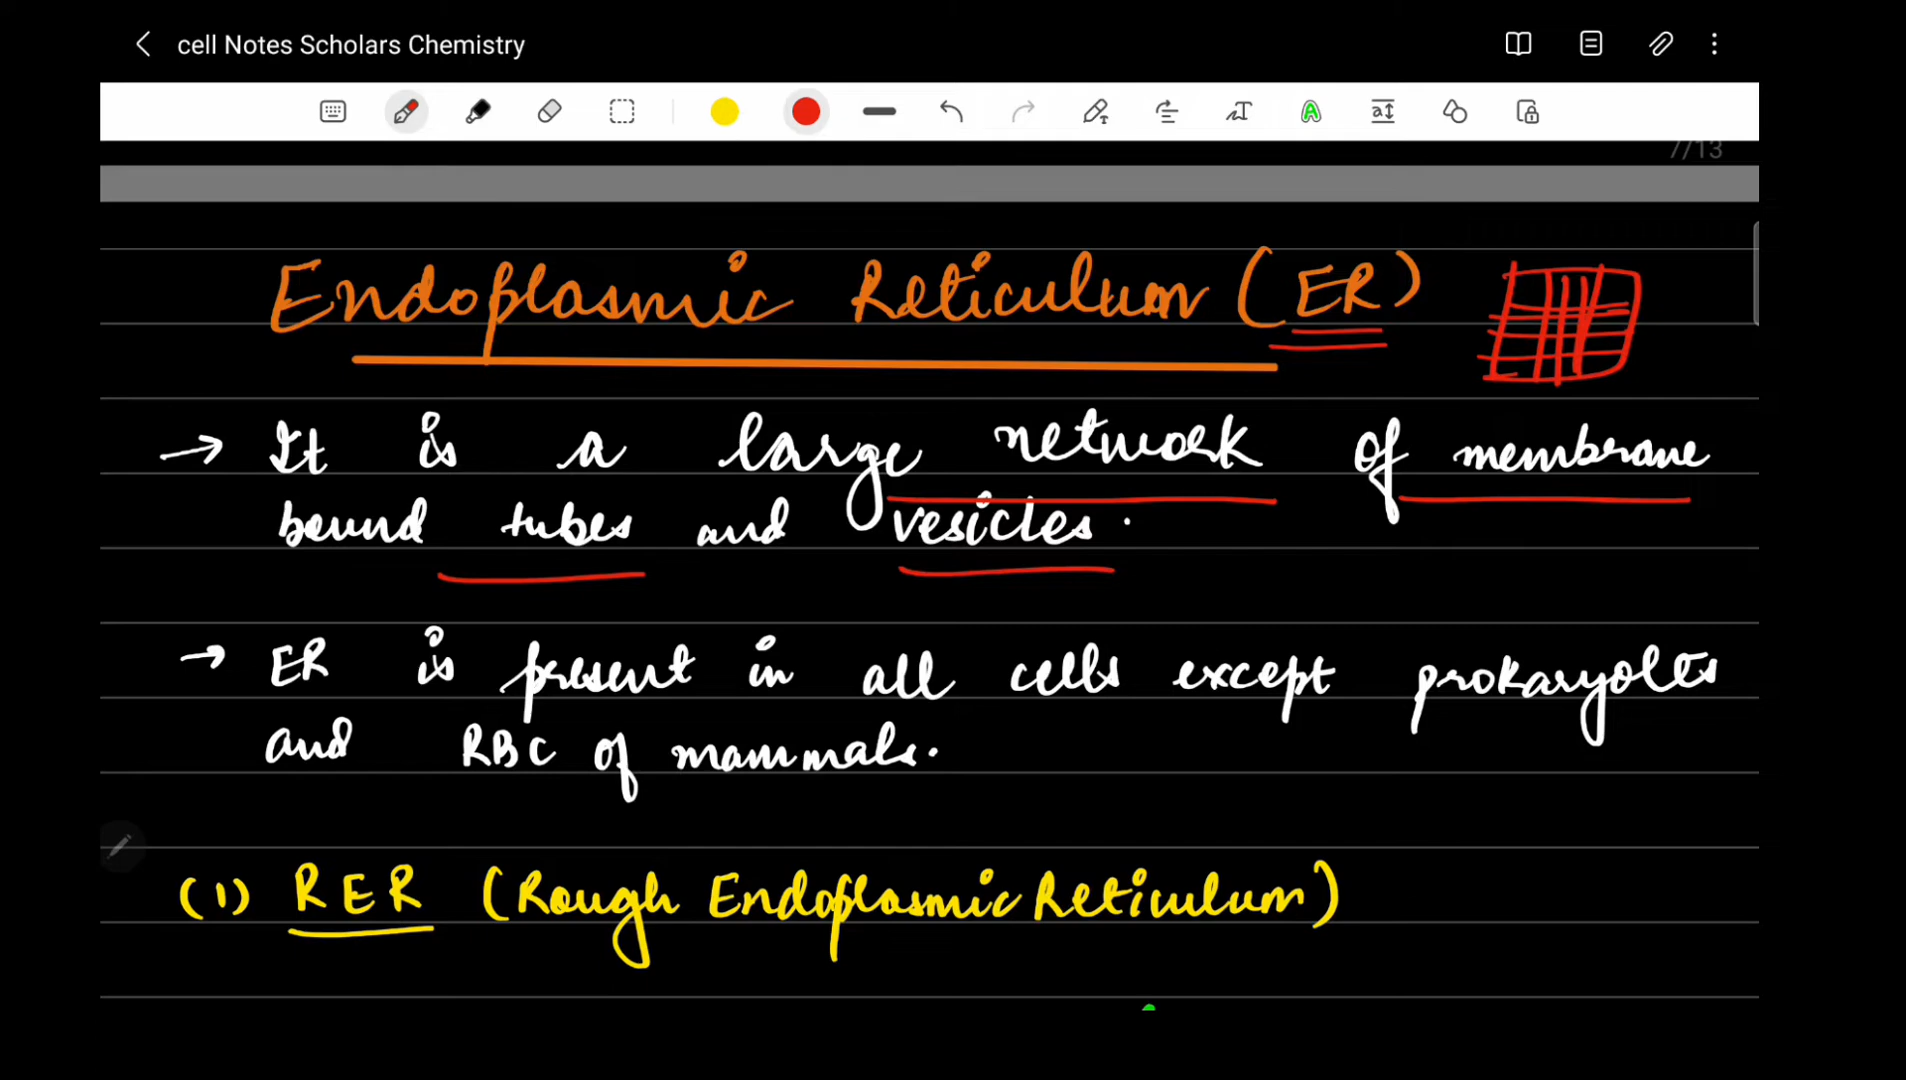 cell Notes Scholars Chemistry
7/13
Endoplasmic Reticulum (ER)
→ It is a large network of membrane
bound tubes and vesicles.
→ ER is present in all cells except prokaryotes
and RBC of mammals.
(1) RER (Rough Endoplasmic Reticulum)